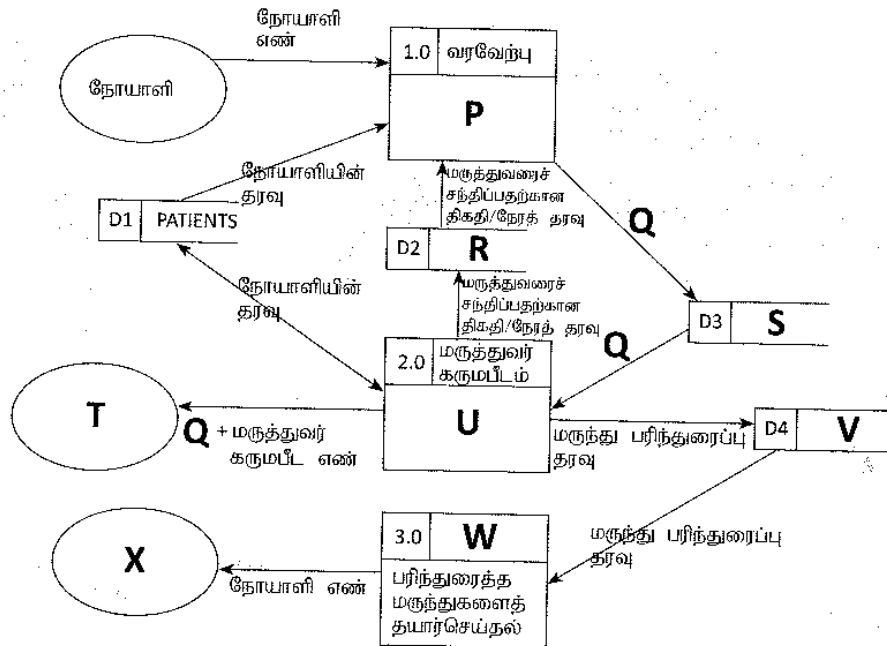 நோயாளி
எண்
1.0 வரவேற்பு
நோயாளி
P
நோயாளியின்
தரவு
மருத்துவரைச்
சந்திப்பதற்கான
திகதி/நேரத் தரவு
Q
D1 PATIENTS
D2 R
நோயாளியின்
தரவு
மருத்துவரைச்
சந்திப்பதற்கான
திகதி/நேரத் தரவு
D3 S
Q
2.0 மருத்துவர்
கருமபீடம்
T
U
Q + மருத்துவர்
கருமபீட எண்
மருந்து பரிந்துரைப்பு
தரவு
D4 V
3.0 W
மருந்து பரிந்துரைப்பு
தரவு
X
நோயாளி எண்
பரிந்துரைத்த
மருந்துகளைத்
தயார்செய்தல்